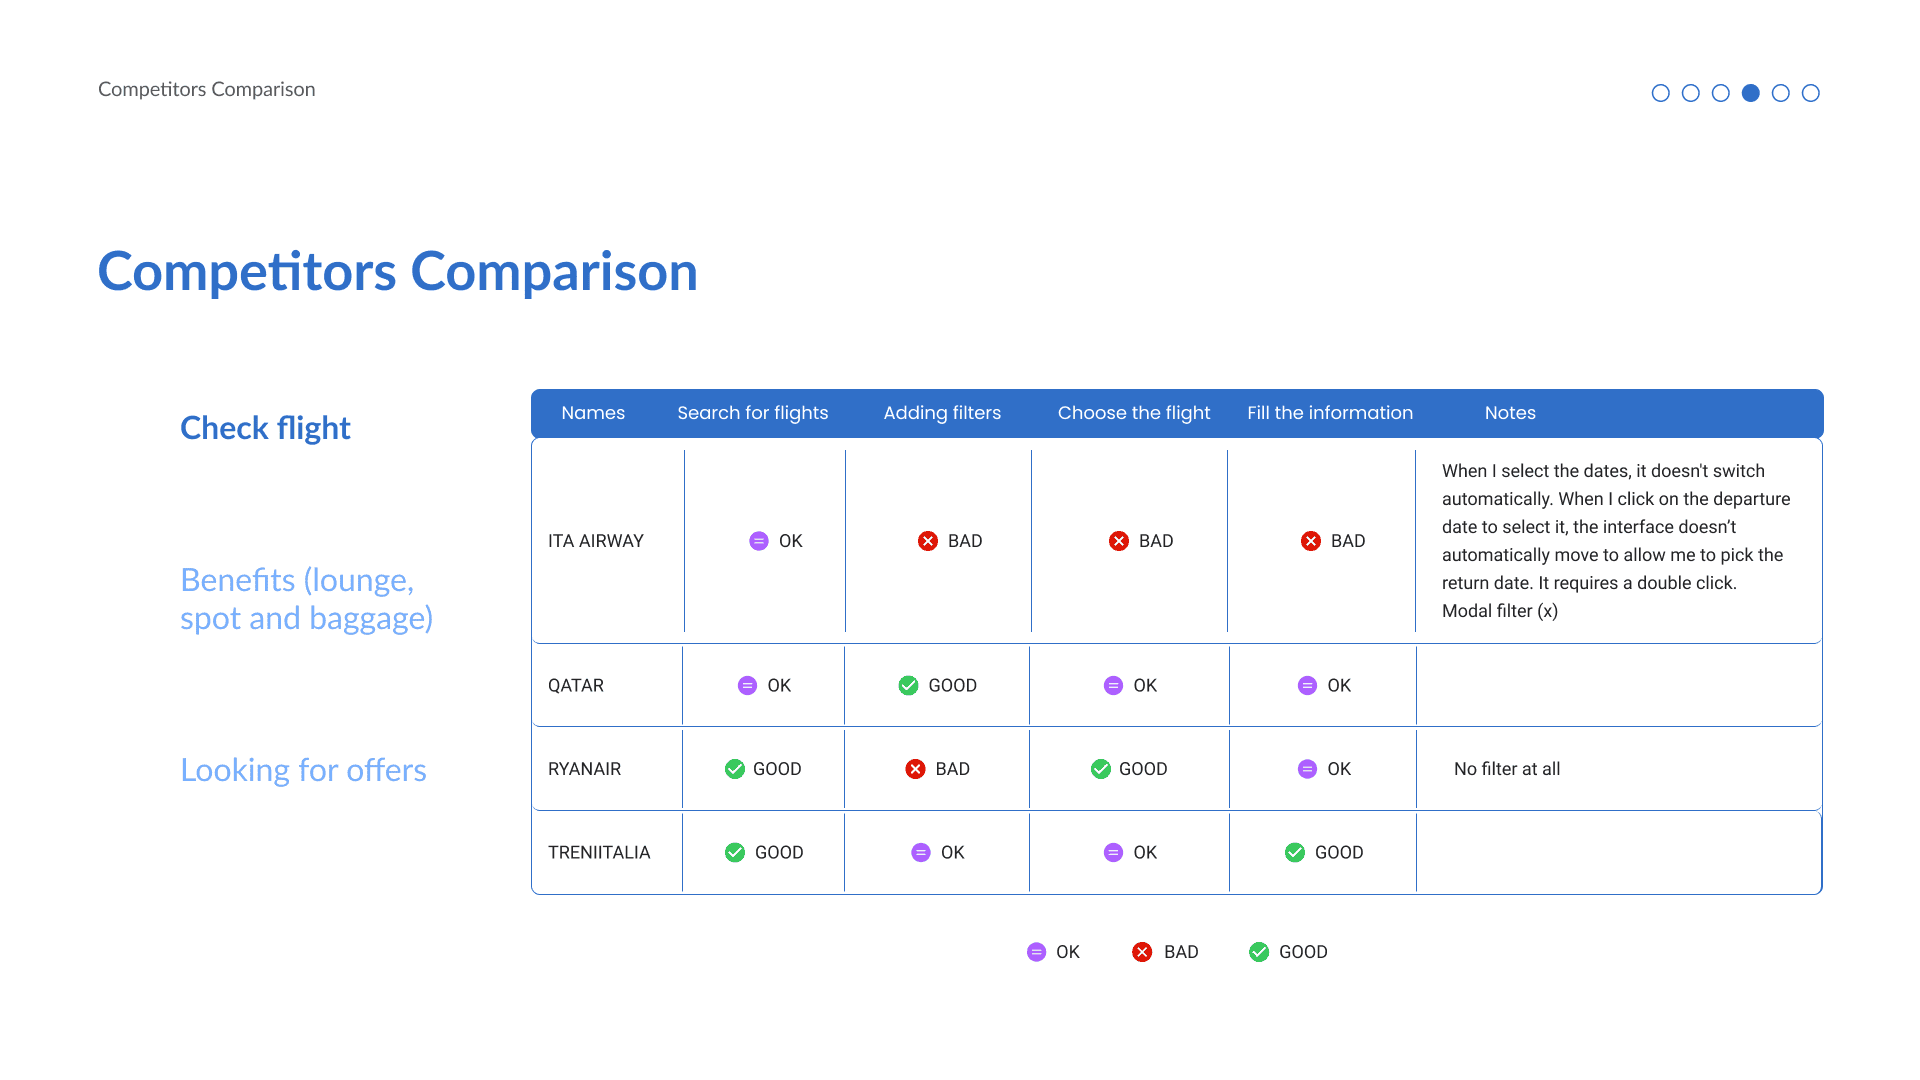 Competitors Comparison
Competitors Comparison
Check flight
Benefits (lounge,
spot and baggage)
Looking for offers
Names Search for flights Adding filters Choose the flight Fill the information Notes
ITA AIRWAY OK BAD BAD BAD
When I select the dates, it doesn't switch
automatically. When I click on the departure
date to select it, the interface doesn’t
automatically move to allow me to pick the
return date. It requires a double click.
Modal filter (x)
QATAR OK GOOD OK OK
RYANAIR GOOD BAD GOOD OK No filter at all
TRENIITALIA GOOD OK OK GOOD
OK BAD GOOD